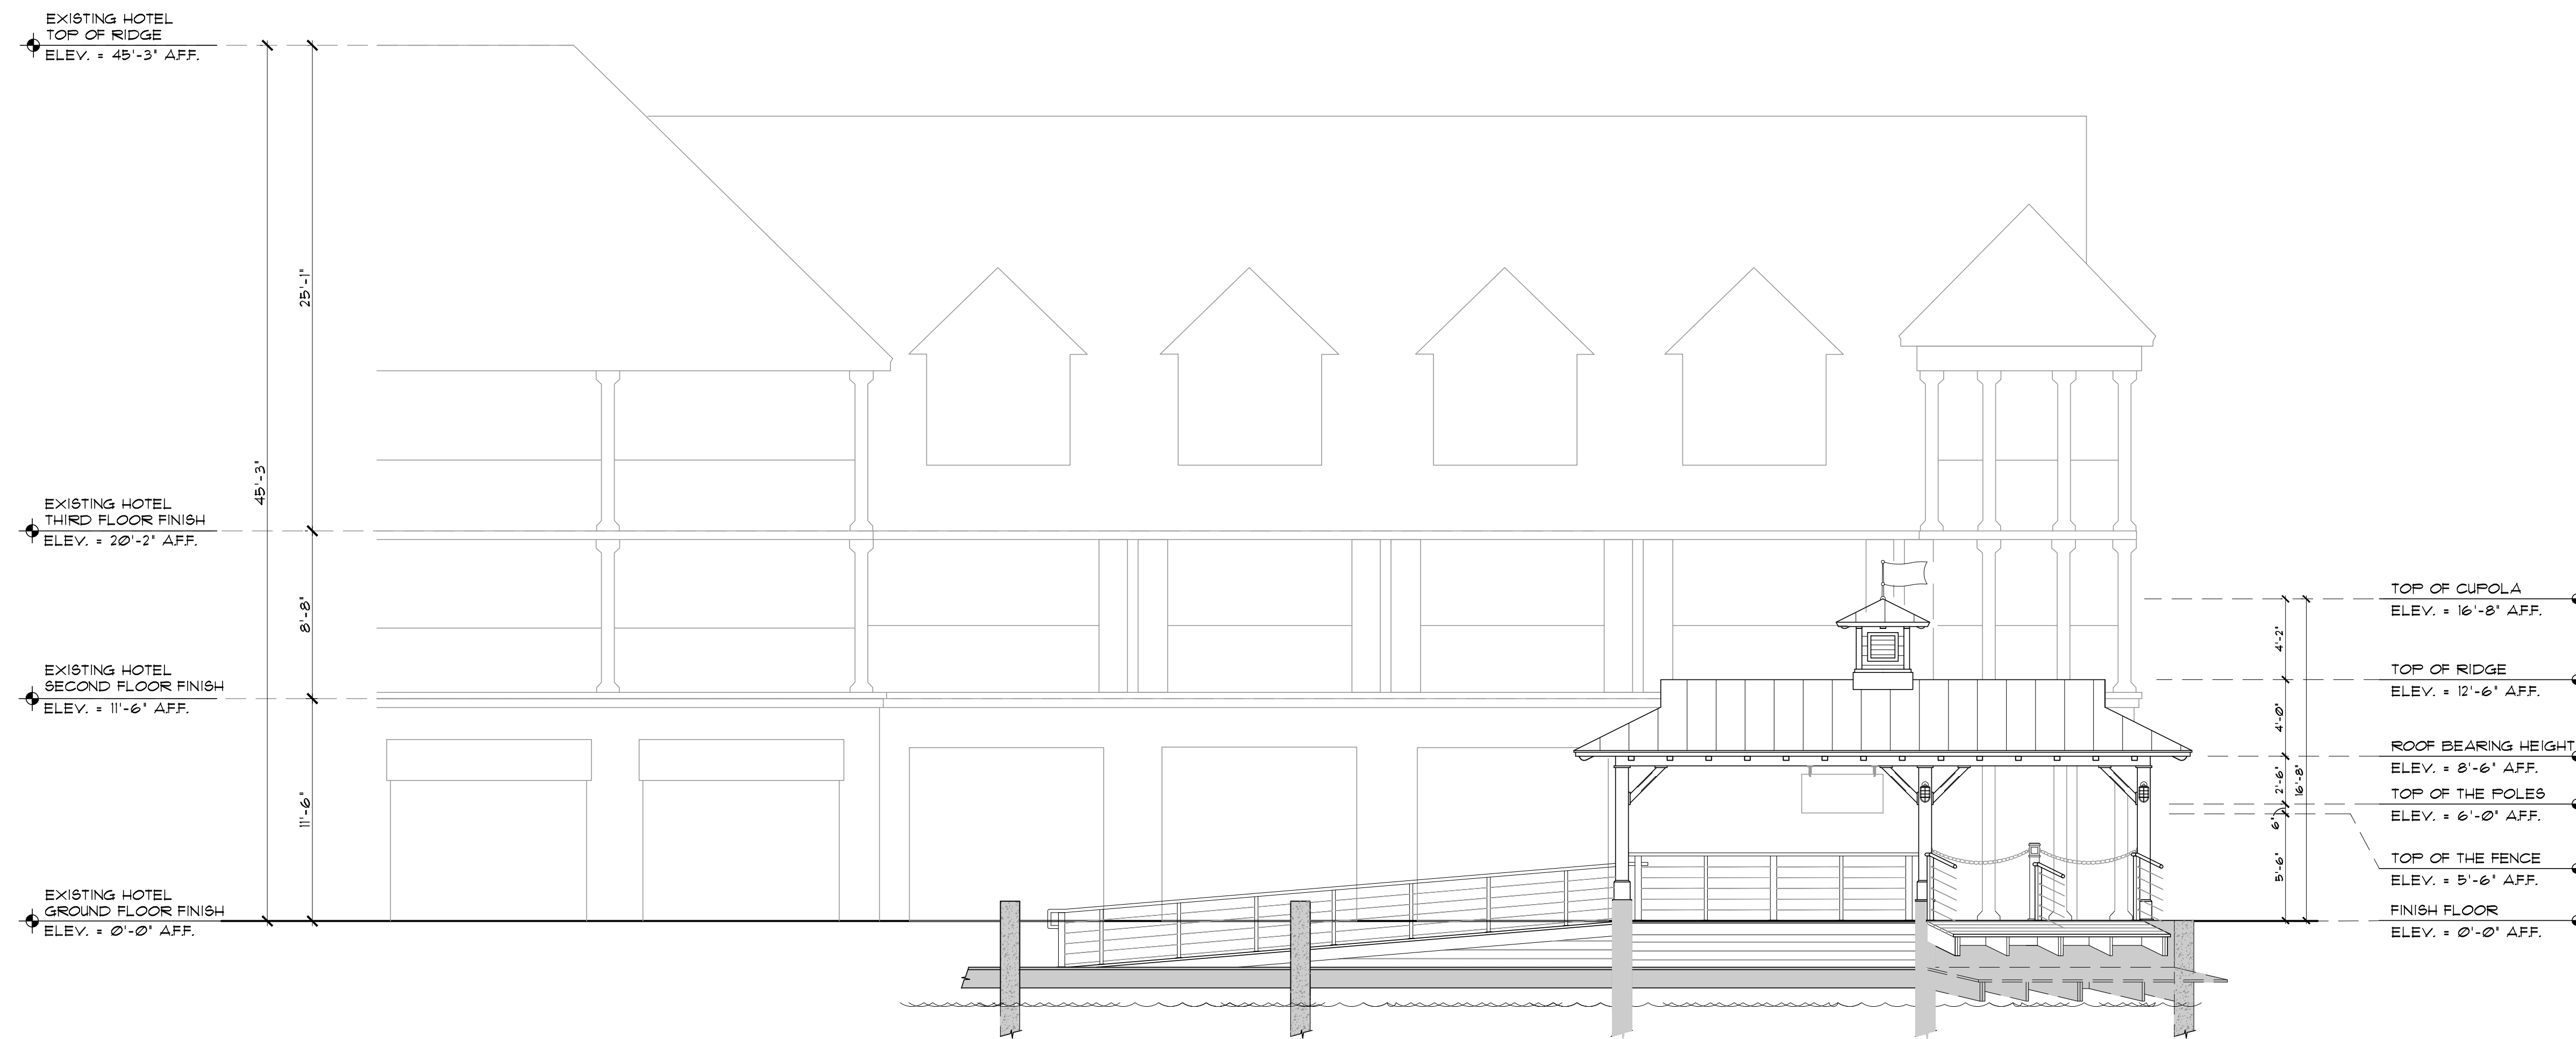 EXISTING HOTEL
TOP OF RIDGE
ELEV. = 45'-3" A.F.F.
25'-1"
45'-3"
EXISTING HOTEL
THIRD FLOOR FINISH
ELEV. = 20'-2" A.F.F.
8'-8"
EXISTING HOTEL
SECOND FLOOR FINISH
ELEV. = 11'-6" A.F.F.
11'-6"
EXISTING HOTEL
GROUND FLOOR FINISH
ELEV. = 0'-0" A.F.F.
TOP OF CUPOLA
ELEV. = 16'-8" A.F.F.
4'-2"
TOP OF RIDGE
ELEV. = 12'-6" A.F.F.
4'-0"
ROOF BEARING HEIGHT
ELEV. = 8'-6" A.F.F.
2'-6"
16'-8"
TOP OF THE POLES
ELEV. = 6'-0" A.F.F.
6"
TOP OF THE FENCE
ELEV. = 5'-6" A.F.F.
5'-6"
FINISH FLOOR
ELEV. = 0'-0" A.F.F.